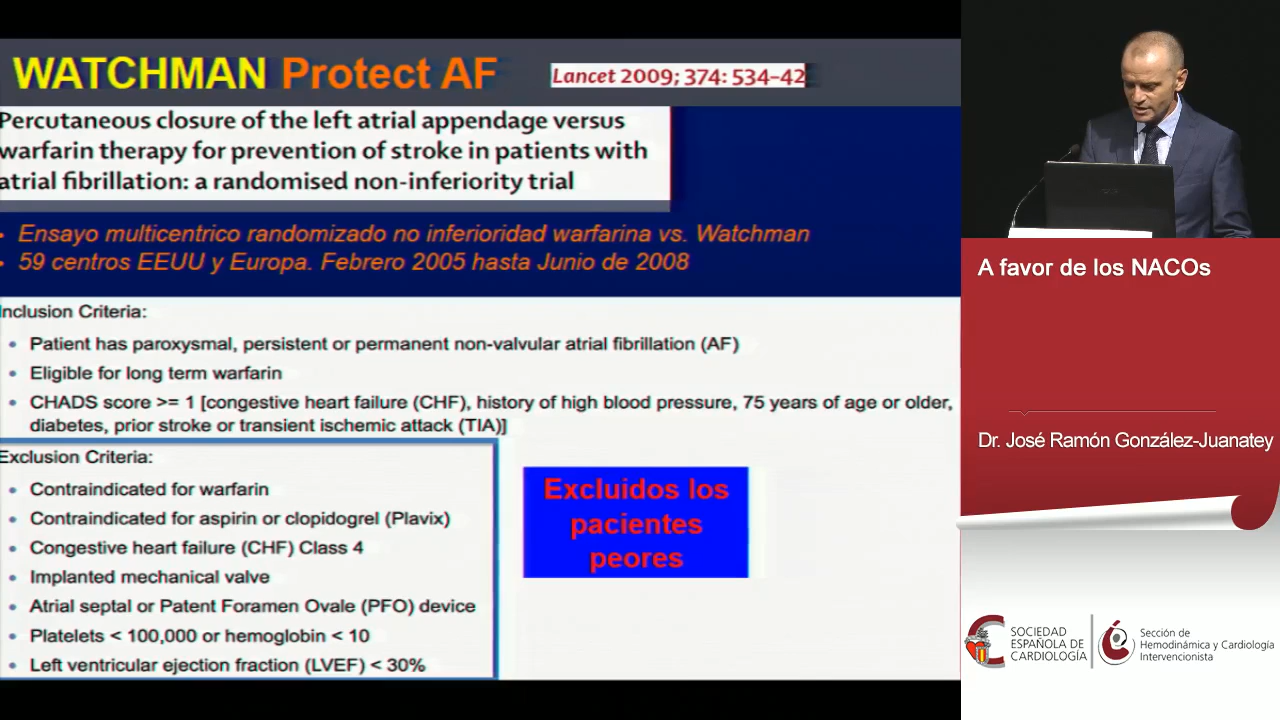 WATCHMAN Protect AF
Lancet 2009; 374: 534–42
Percutaneous closure of the left atrial appendage versus
warfarin therapy for prevention of stroke in patients with
atrial fibrillation: a randomised non-inferiority trial
• Ensayo multicentrico randomizado no inferioridad warfarina vs. Watchman
• 59 centros EEUU y Europa. Febrero 2005 hasta Junio de 2008
Inclusion Criteria:
• Patient has paroxysmal, persistent or permanent non-valvular atrial fibrillation (AF)
• Eligible for long term warfarin
• CHADS score >= 1 [congestive heart failure (CHF), history of high blood pressure, 75 years of age or older,
diabetes, prior stroke or transient ischemic attack (TIA)]
Exclusion Criteria:
• Contraindicated for warfarin
• Contraindicated for aspirin or clopidogrel (Plavix)
• Congestive heart failure (CHF) Class 4
• Implanted mechanical valve
• Atrial septal or Patent Foramen Ovale (PFO) device
• Platelets < 100,000 or hemoglobin < 10
• Left ventricular ejection fraction (LVEF) < 30%
Excluidos los
pacientes
peores
A favor de los NACOs
Dr. José Ramón González-Juanatey
SOCIEDAD
ESPAÑOLA DE
CARDIOLOGÍA
Sección de
Hemodinámica y Cardiología
Intervencionista